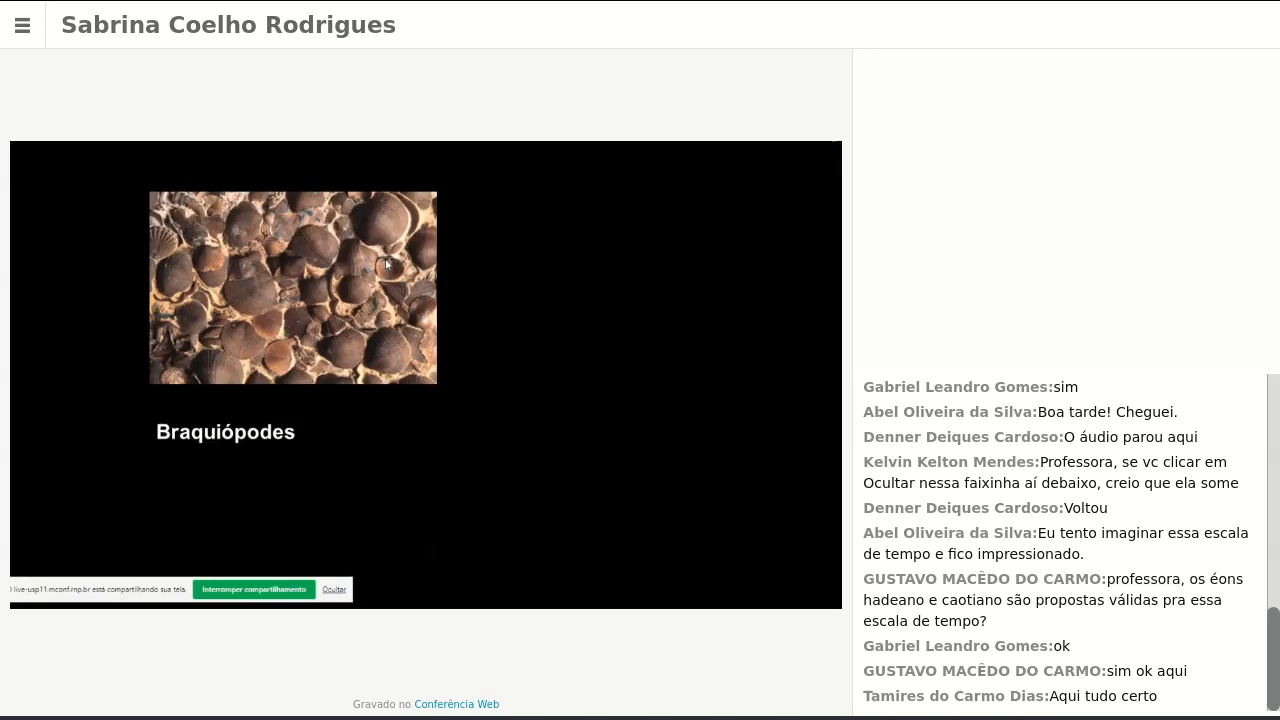 Sabrina Coelho Rodrigues
Braquiópodes
live-usp11.mconf.rnp.br está compartilhando sua tela.
Interromper compartilhamento
Ocultar
Gravado no Conferência Web
Gabriel Leandro Gomes:sim
Abel Oliveira da Silva:Boa tarde! Cheguei.
Denner Deiques Cardoso:O áudio parou aqui
Kelvin Kelton Mendes:Professora, se vc clicar em
Ocultar nessa faixinha aí debaixo, creio que ela some
Denner Deiques Cardoso:Voltou
Abel Oliveira da Silva:Eu tento imaginar essa escala
de tempo e fico impressionado.
GUSTAVO MACÊDO DO CARMO:professora, os éons
hadeano e caotiano são propostas válidas pra essa
escala de tempo?
Gabriel Leandro Gomes:ok
GUSTAVO MACÊDO DO CARMO:sim ok aqui
Tamires do Carmo Dias:Aqui tudo certo